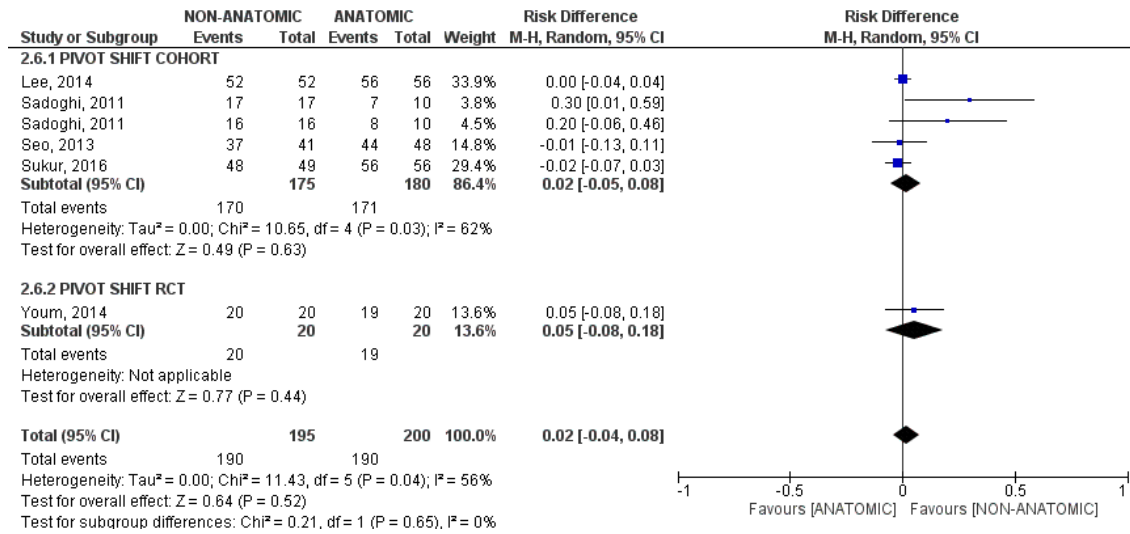 NON-ANATOMIC ANATOMIC Risk Difference Risk Difference
Study or Subgroup Events Total Events Total Weight M-H, Random, 95% CI M-H, Random, 95% CI
2.6.1 PIVOT SHIFT COHORT
Lee, 2014 52 52 56 56 33.9% 0.00 [-0.04, 0.04]
Sadoghi, 2011 17 17 7 10 3.8% 0.30 [0.01, 0.59]
Sadoghi, 2011 16 16 8 10 4.5% 0.20 [-0.06, 0.46]
Seo, 2013 37 41 44 48 14.8% -0.01 [-0.13, 0.11]
Sukur, 2016 48 49 56 56 29.4% -0.02 [-0.07, 0.03]
Subtotal (95% CI) 175 180 86.4% 0.02 [-0.05, 0.08]
Total events 170 171
Heterogeneity: Tau² = 0.00; Chi² = 10.65, df = 4 (P = 0.03); I² = 62%
Test for overall effect: Z = 0.49 (P = 0.63)
2.6.2 PIVOT SHIFT RCT
Youm, 2014 20 20 19 20 13.6% 0.05 [-0.08, 0.18]
Subtotal (95% CI) 20 20 13.6% 0.05 [-0.08, 0.18]
Total events 20 19
Heterogeneity: Not applicable
Test for overall effect: Z = 0.77 (P = 0.44)
Total (95% CI) 195 200 100.0% 0.02 [-0.04, 0.08]
Total events 190 190
Heterogeneity: Tau² = 0.00; Chi² = 11.43, df = 5 (P = 0.04); I² = 56%
Test for overall effect: Z = 0.64 (P = 0.52)
Test for subgroup differences: Chi² = 0.21, df = 1 (P = 0.65), I² = 0%
-1 -0.5 0 0.5 1
Favours [ANATOMIC] Favours [NON-ANATOMIC]